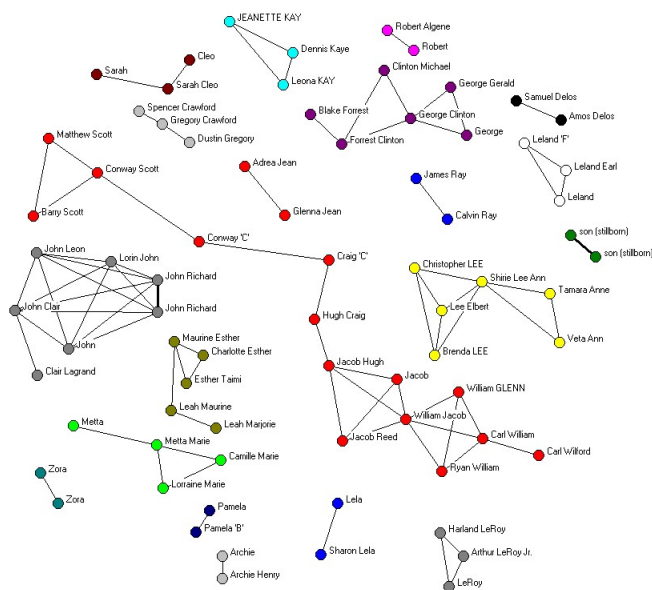 JEANETTE KAY
Robert Algene
Dennis Kaye
Robert
Cleo
Clinton Michael
Sarah
Sarah Cleo
Leona KAY
George Gerald
Samuel Delos
Spencer Crawford
Blake Forrest
Gregory Crawford
George Clinton
Amos Delos
Matthew Scott
Dustin Gregory
Forrest Clinton
George
Leland 'F'
Adrea Jean
Conway Scott
Leland Earl
James Ray
Leland
Barry Scott
Glenna Jean
Calvin Ray
son (stillborn)
Conway 'C'
John Leon
Lorin John
Craig 'C'
son (stillborn)
Christopher LEE
John Richard
Shirie Lee Ann
Tamara Anne
John Clair
John Richard
Lee Elbert
Hugh Craig
Maurine Esther
Veta Ann
John
Charlotte Esther
Brenda LEE
Jacob Hugh
Clair Lagrand
Esther Taimi
Jacob
William GLENN
Leah Maurine
William Jacob
Metta
Leah Marjorie
Metta Marie
Jacob Reed
Carl William
Camille Marie
Carl Wilford
Zora
Ryan William
Lorraine Marie
Zora
Pamela
Lela
Pamela 'B'
Harland LeRoy
Archie
Sharon Lela
Arthur LeRoy Jr.
Archie Henry
LeRoy